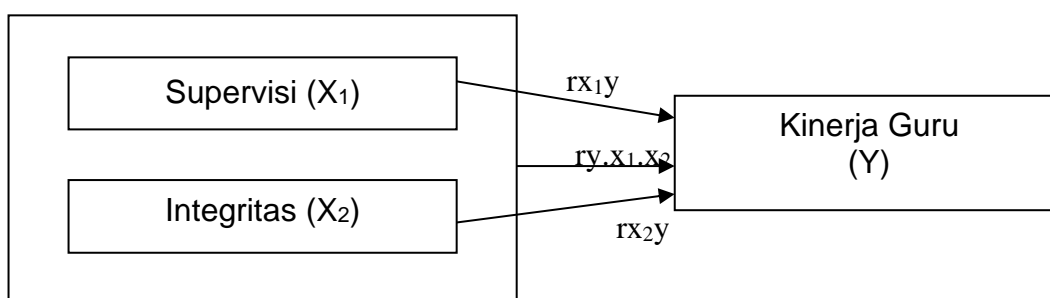 Supervisi (X₁)
rx₁y
Kinerja Guru
(Y)
ry.x₁.x₂
Integritas (X₂)
rx₂y